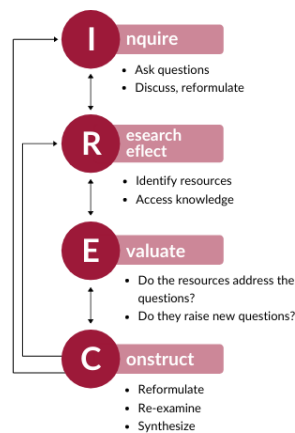 I nquire
• Ask questions
• Discuss, reformulate
R esearch
eflect
• Identify resources
• Access knowledge
E valuate
• Do the resources address the
questions?
• Do they raise new questions?
C onstruct
• Reformulate
• Re-examine
• Synthesize